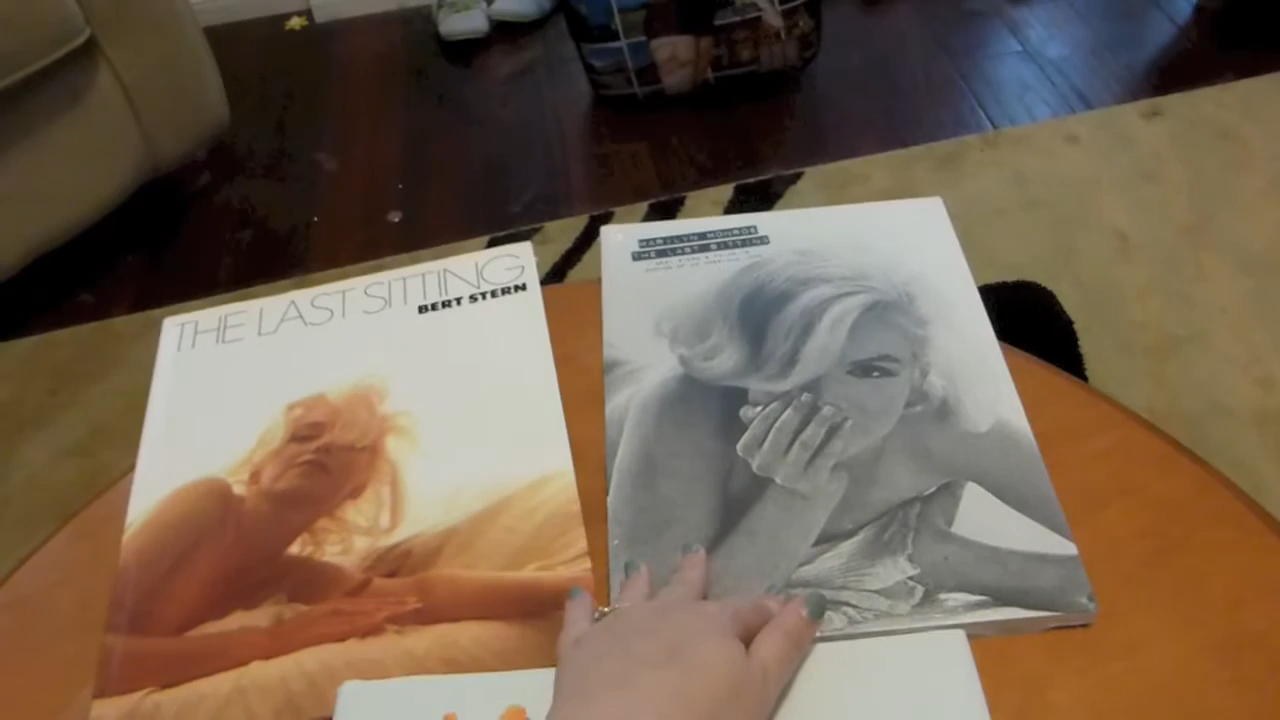 THE LAST SITTING
BERT STERN
MARILYN MONROE
THE LAST SITTING